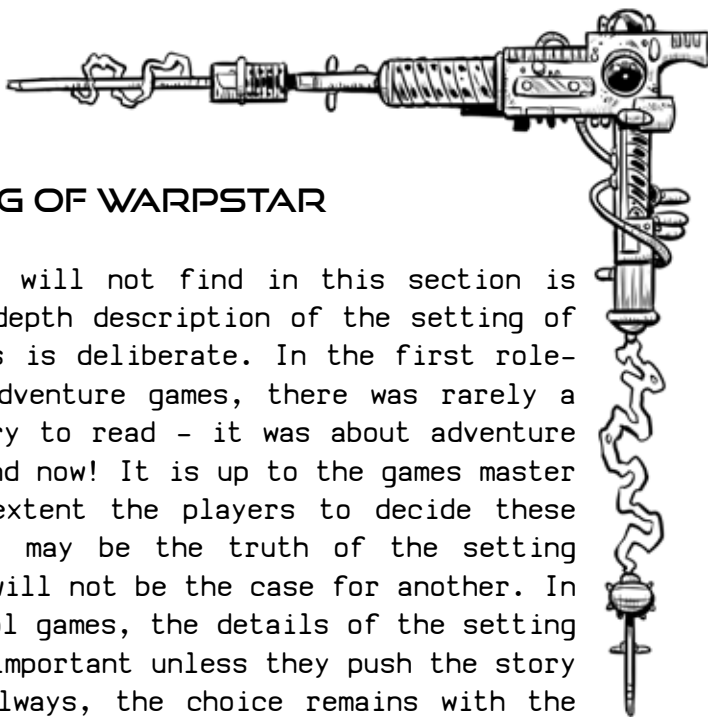 G OF WARPSTAR
will not find in this section is
depth description of the setting of
s is deliberate. In the first role-
dventure games, there was rarely a
ry to read – it was about adventure
nd now! It is up to the games master
extent the players to decide these
may be the truth of the setting
will not be the case for another. In
ol games, the details of the setting
important unless they push the story
lways, the choice remains with the